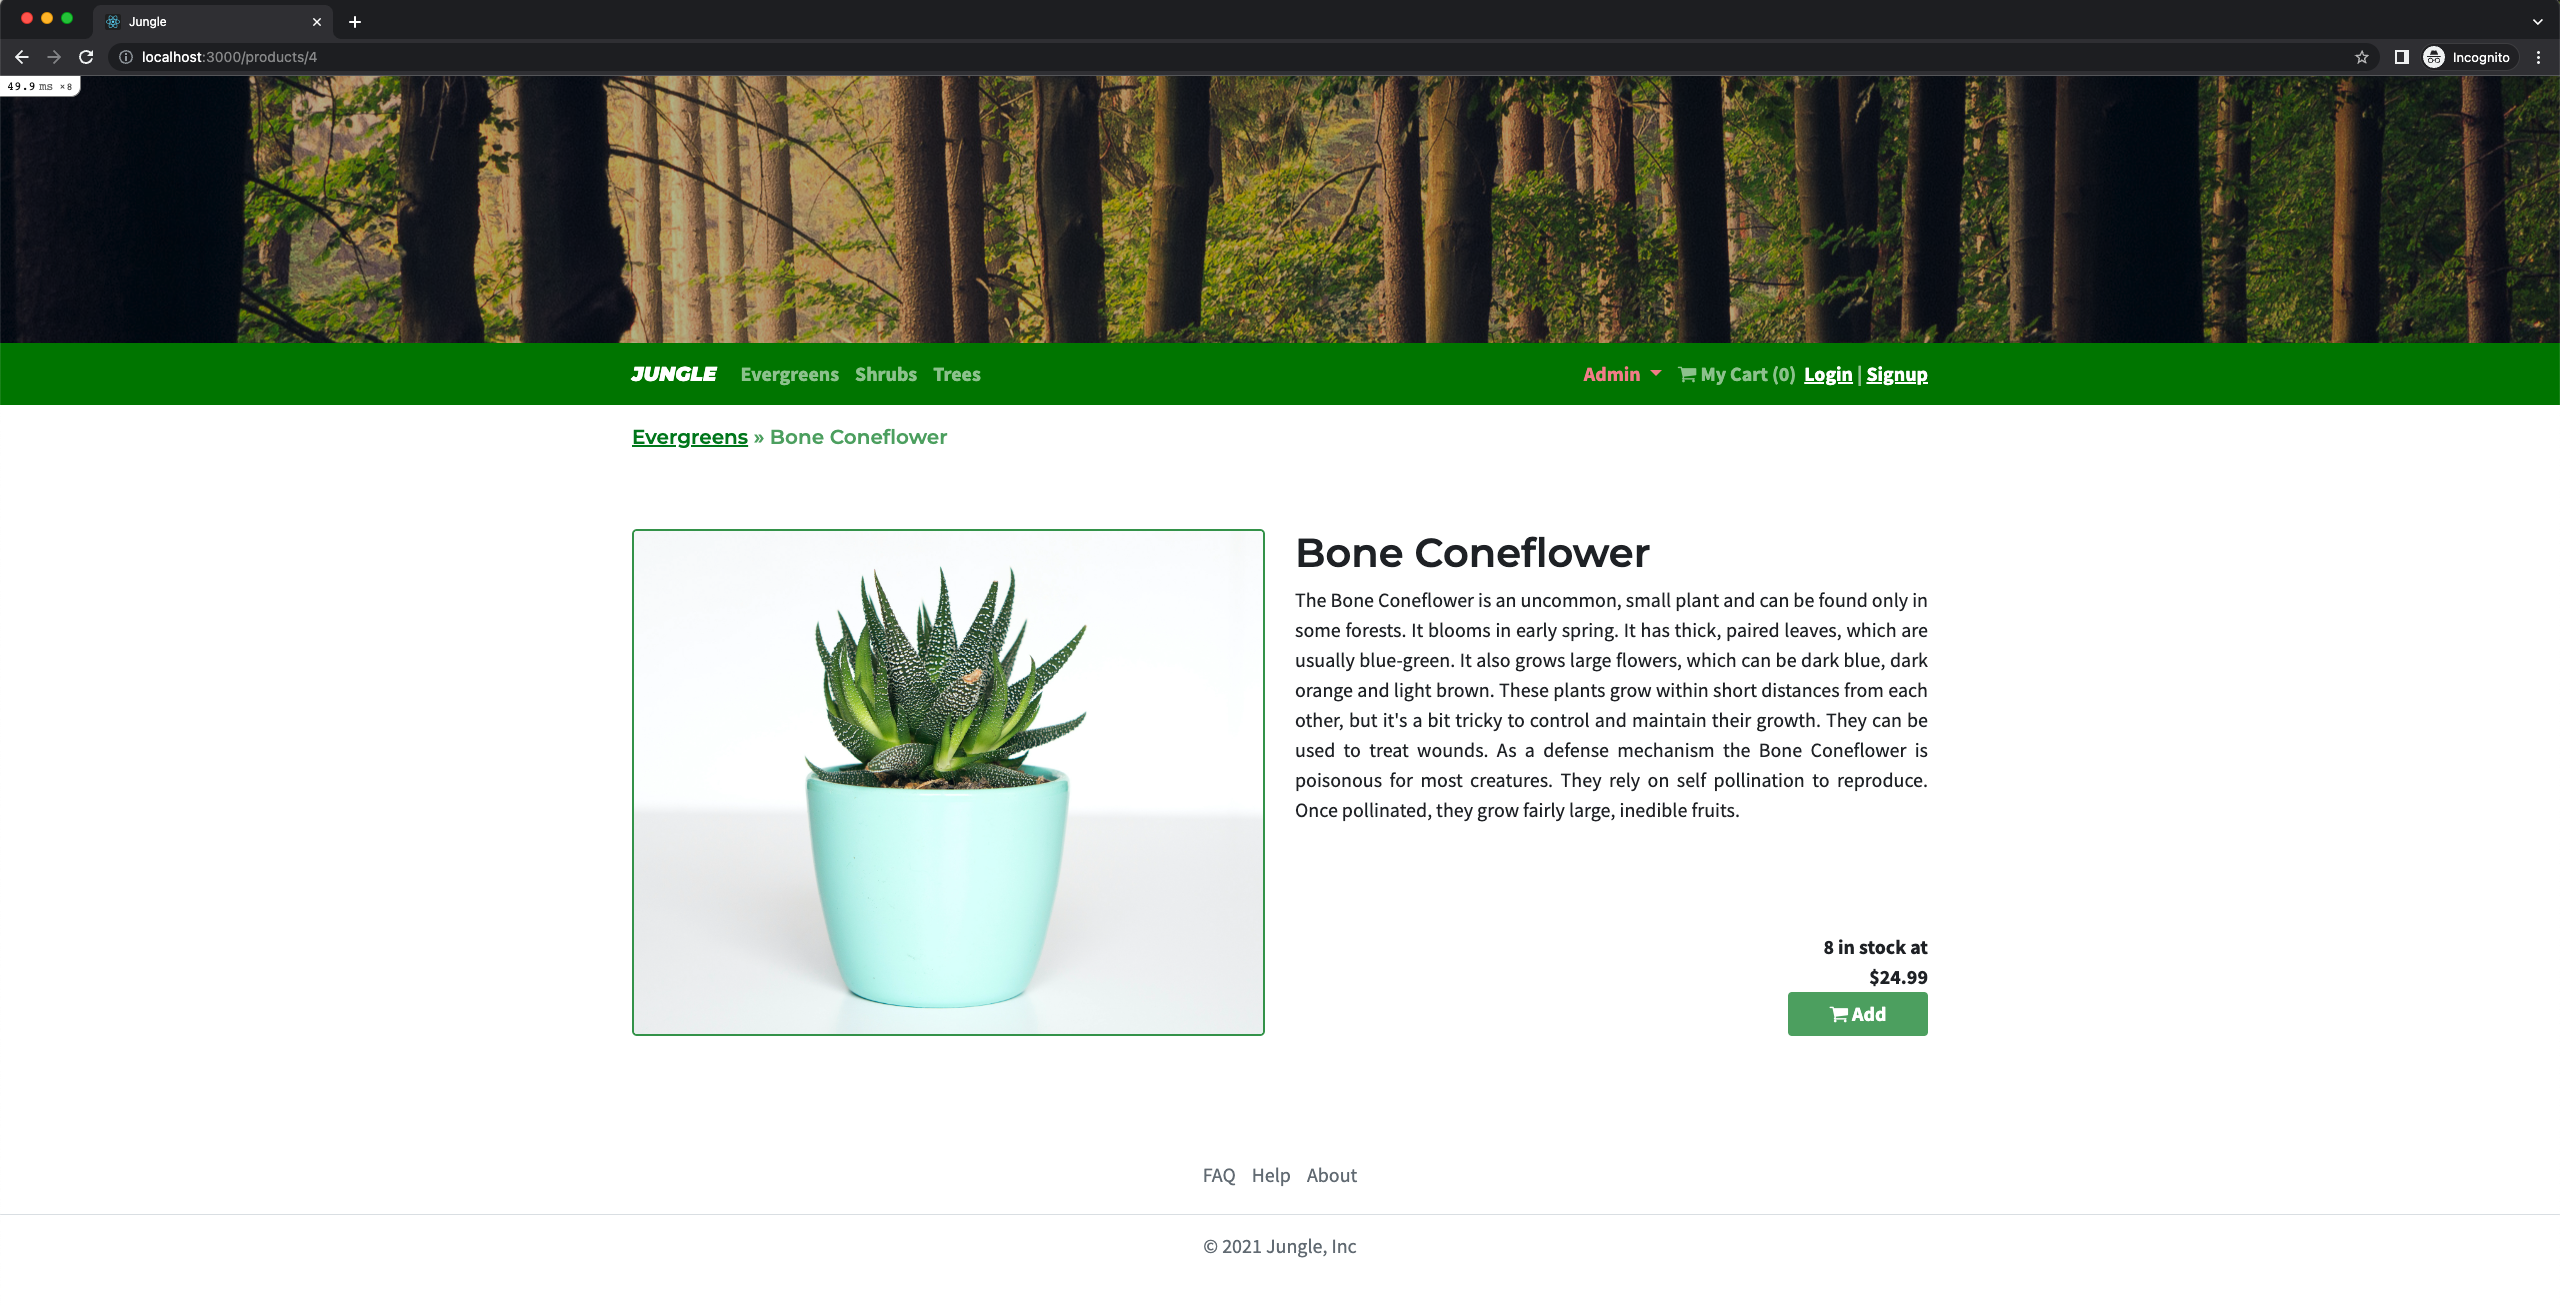 Jungle
localhost:3000/products/4
Incognito
49.9 ms ×8
JUNGLE Evergreens Shrubs Trees Admin My Cart (0) Login | Signup
Evergreens » Bone Coneflower
Bone Coneflower
The Bone Coneflower is an uncommon, small plant and can be found only in
some forests. It blooms in early spring. It has thick, paired leaves, which are
usually blue-green. It also grows large flowers, which can be dark blue, dark
orange and light brown. These plants grow within short distances from each
other, but it's a bit tricky to control and maintain their growth. They can be
used to treat wounds. As a defense mechanism the Bone Coneflower is
poisonous for most creatures. They rely on self pollination to reproduce.
Once pollinated, they grow fairly large, inedible fruits.
8 in stock at
$24.99
Add
FAQ Help About
© 2021 Jungle, Inc